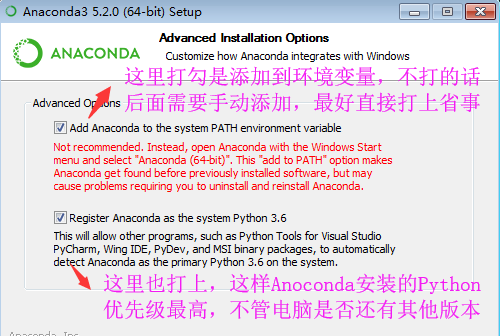 Anaconda3 5.2.0 (64-bit) Setup
ANACONDA
Advanced Installation Options
Customize how Anaconda integrates with Windows
这里打勾是添加到环境变量，不打的话
后面需要手动添加，最好直接打上省事
Advanced Options
Add Anaconda to the system PATH environment variable
Not recommended. Instead, open Anaconda with the Windows Start
menu and select "Anaconda (64-bit)". This "add to PATH" option makes
Anaconda get found before previously installed software, but may
cause problems requiring you to uninstall and reinstall Anaconda.
Register Anaconda as the system Python 3.6
This will allow other programs, such as Python Tools for Visual Studio
PyCharm, Wing IDE, PyDev, and MSI binary packages, to automatically
detect Anaconda as the primary Python 3.6 on the system.
这里也打上，这样Anoconda安装的Python
优先级最高，不管电脑是否还有其他版本
Anaconda, Inc.